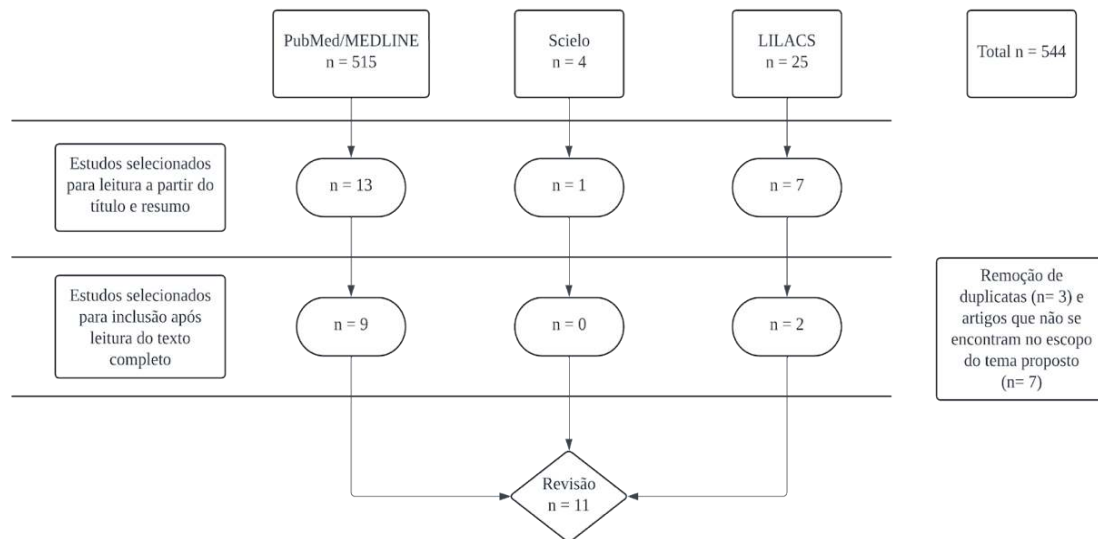 PubMed/MEDLINE
n = 515
Scielo
n = 4
LILACS
n = 25
Total n = 544
Estudos selecionados
para leitura a partir do
título e resumo
n = 13
n = 1
n = 7
Estudos selecionados
para inclusão após
leitura do texto
completo
n = 9
n = 0
n = 2
Remoção de
duplicatas (n= 3) e
artigos que não se
encontram no escopo
do tema proposto
(n= 7)
Revisão
n = 11